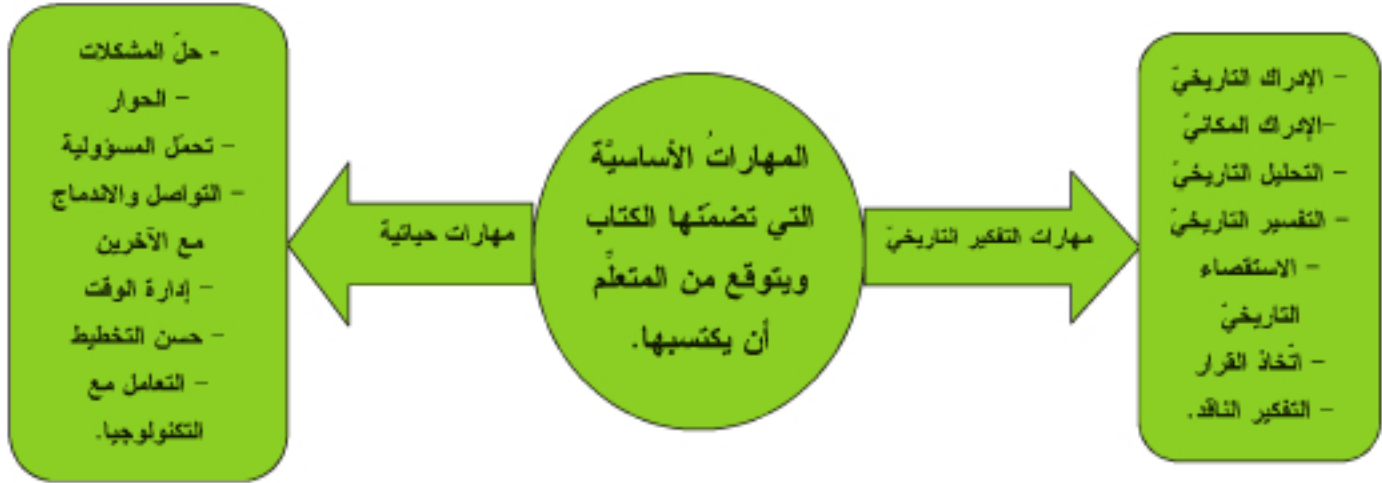 المهاراتُ الأساسيَّة
التي تضمّنها الكتاب
ويتوقع من المتعلَّم
أن يكتسبها.
مهارات التفكير التاريخيّ
- الإدراك التاريخيّ
-الإدراك المكانيّ
- التحليل التاريخيّ
- التفسير التاريخيّ
- الاستقصاء
التاريخيّ
- اتّخاذ القرار
- التفكير الناقد.
مهارات حياتية
- حلّ المشكلات
- الحوار
- تحمّل المسؤولية
- التواصل والاندماج
مع الآخرين
- إدارة الوقت
- حسن التخطيط
- التعامل مع
التكنولوجيا.